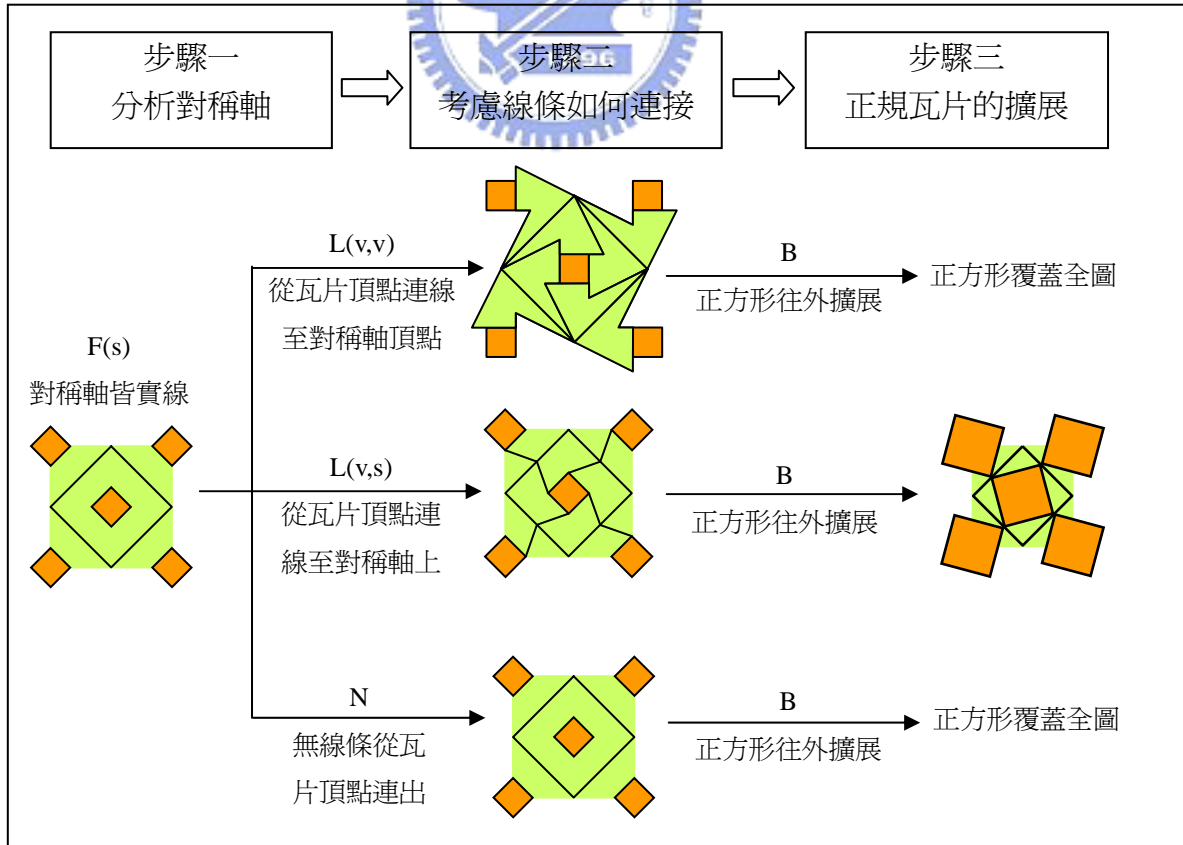 步驟一
分析對稱軸
步驟二
考慮線條如何連接
步驟三
正規瓦片的擴展
F(s)
對稱軸皆實線
L(v,v)
從瓦片頂點連線
至對稱軸頂點
B
正方形往外擴展
正方形覆蓋全圖
L(v,s)
從瓦片頂點連
線至對稱軸上
B
正方形往外擴展
N
無線條從瓦
片頂點連出
B
正方形往外擴展
正方形覆蓋全圖